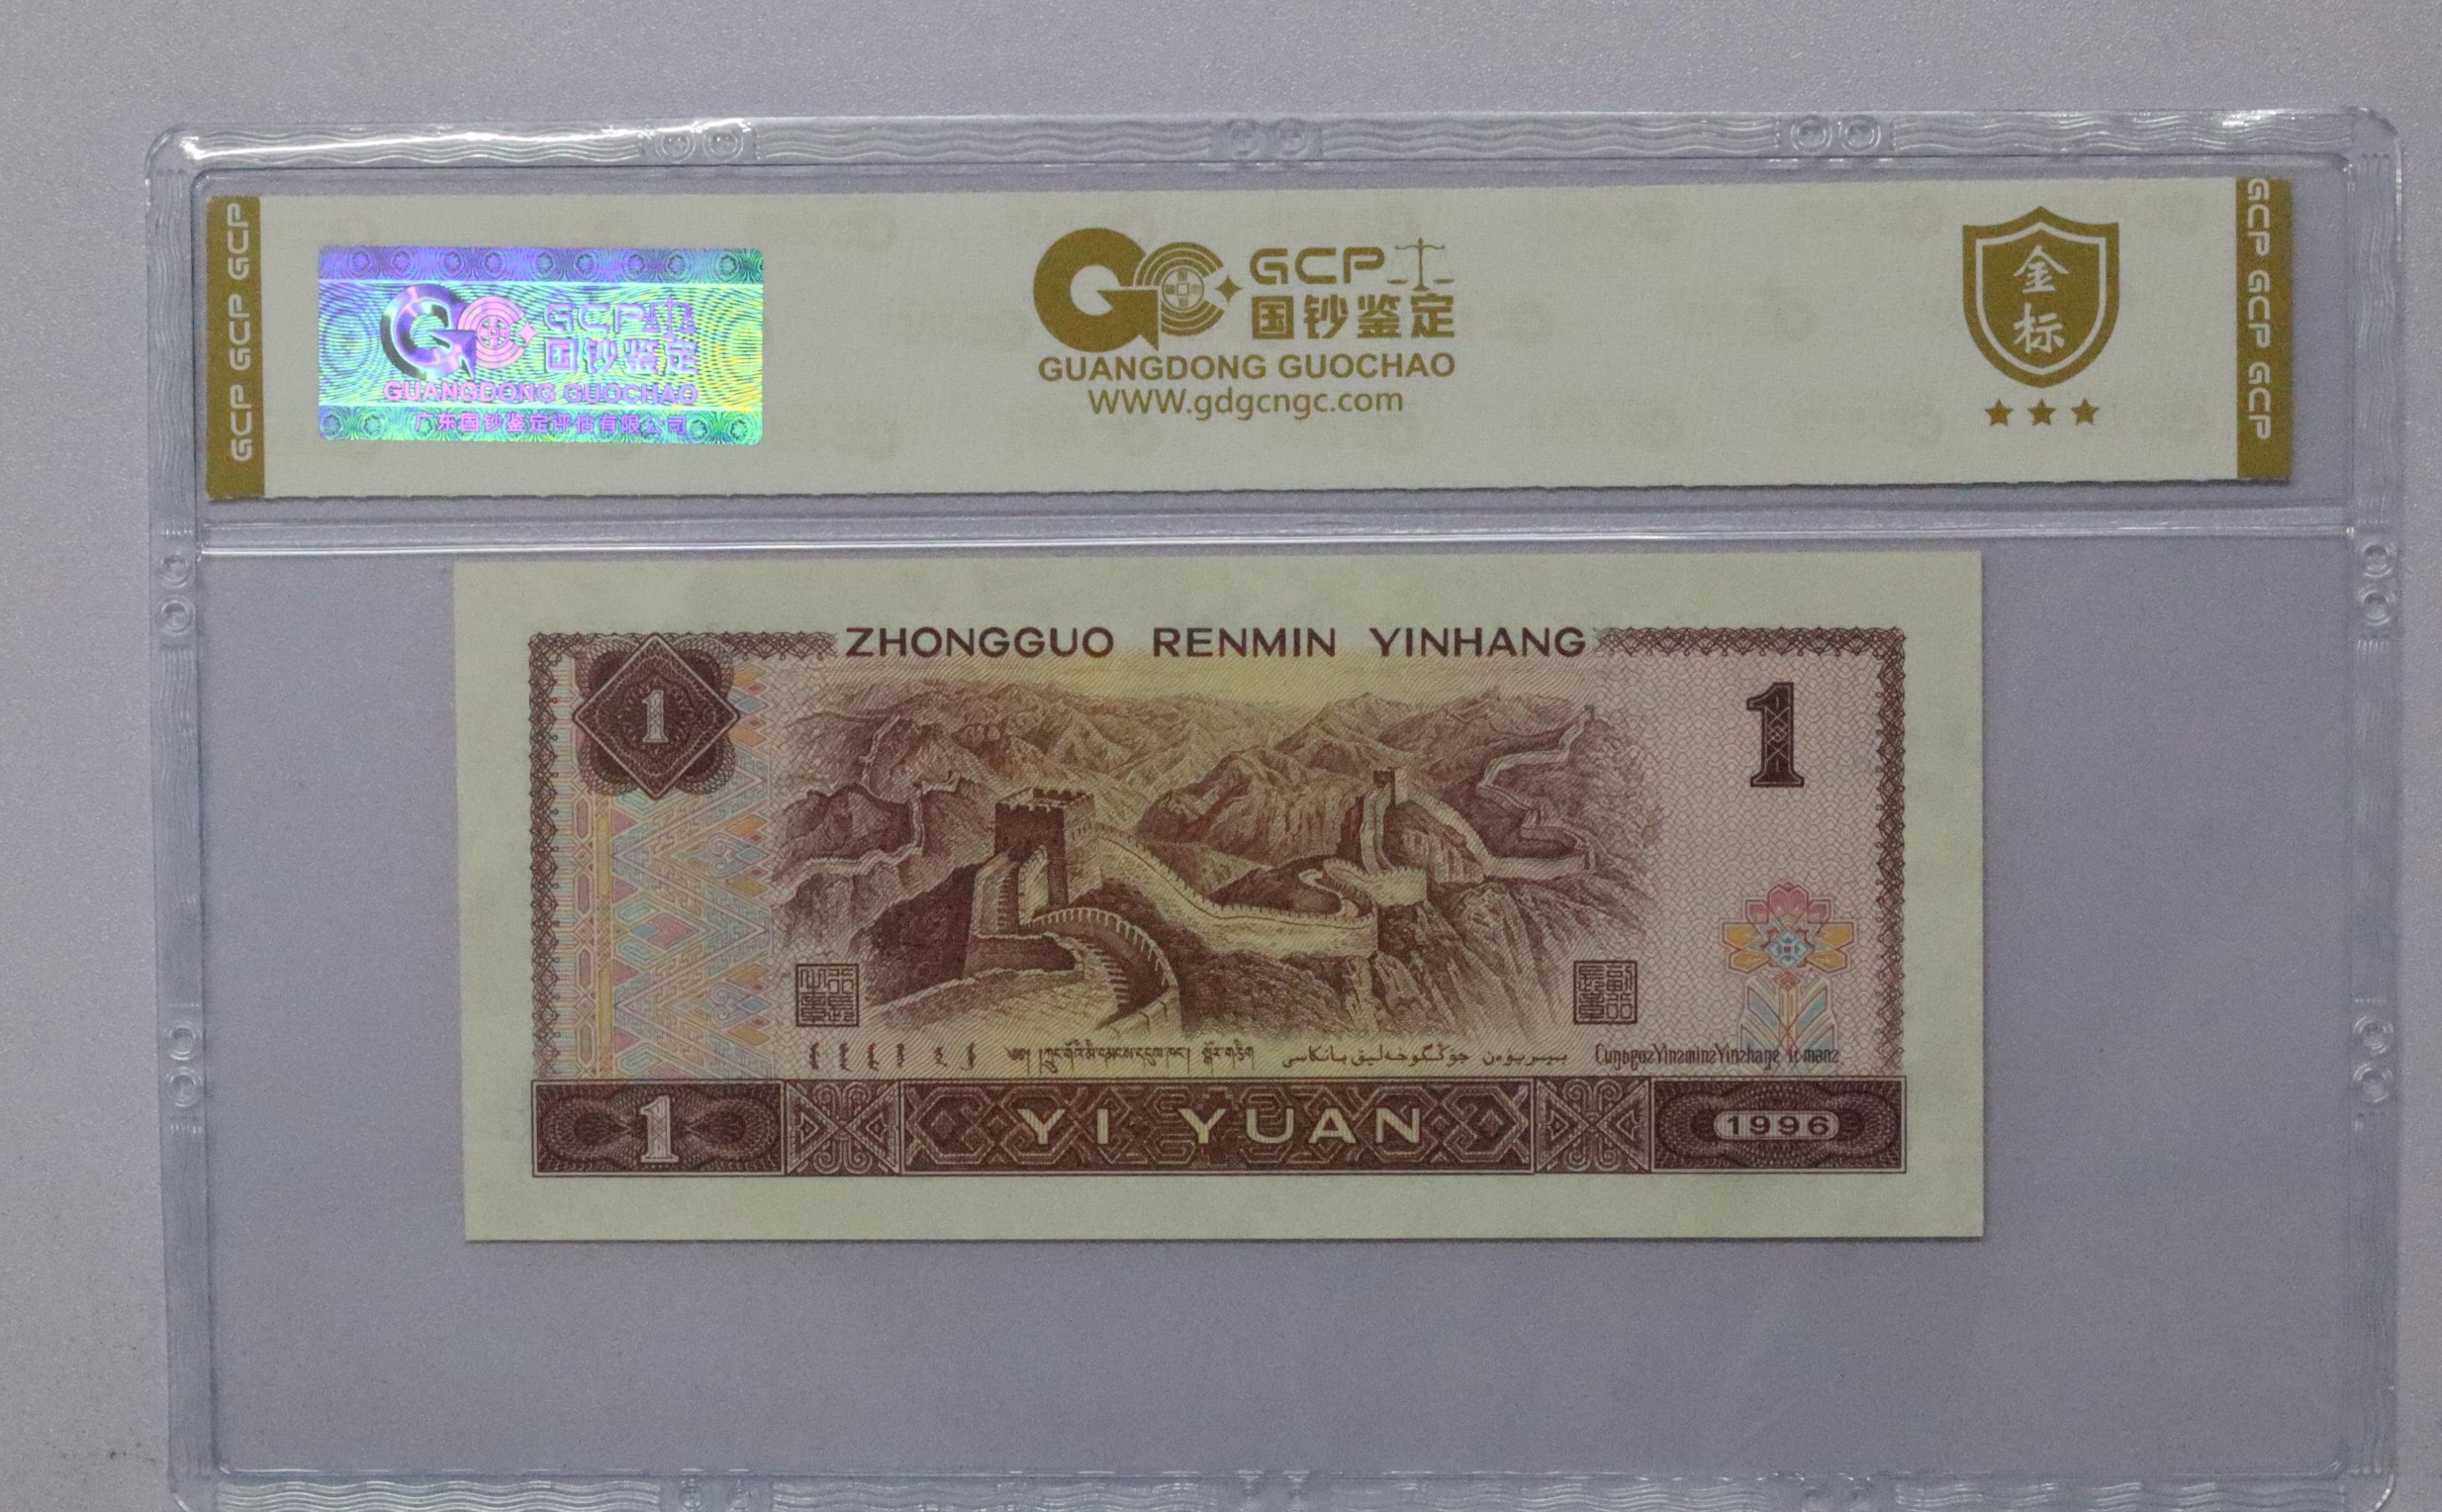 GCP GCP GCP
GCP
国钞鉴定
GUANGDONG GUOCHAO
广东国钞鉴定评估有限公司
GCP
国钞鉴定
GUANGDONG GUOCHAO
WWW.gdgcngc.com
金
标
GCP GCP GCP
ZHONGGUO RENMIN YINHANG
1
1
YI YUAN
1
1996